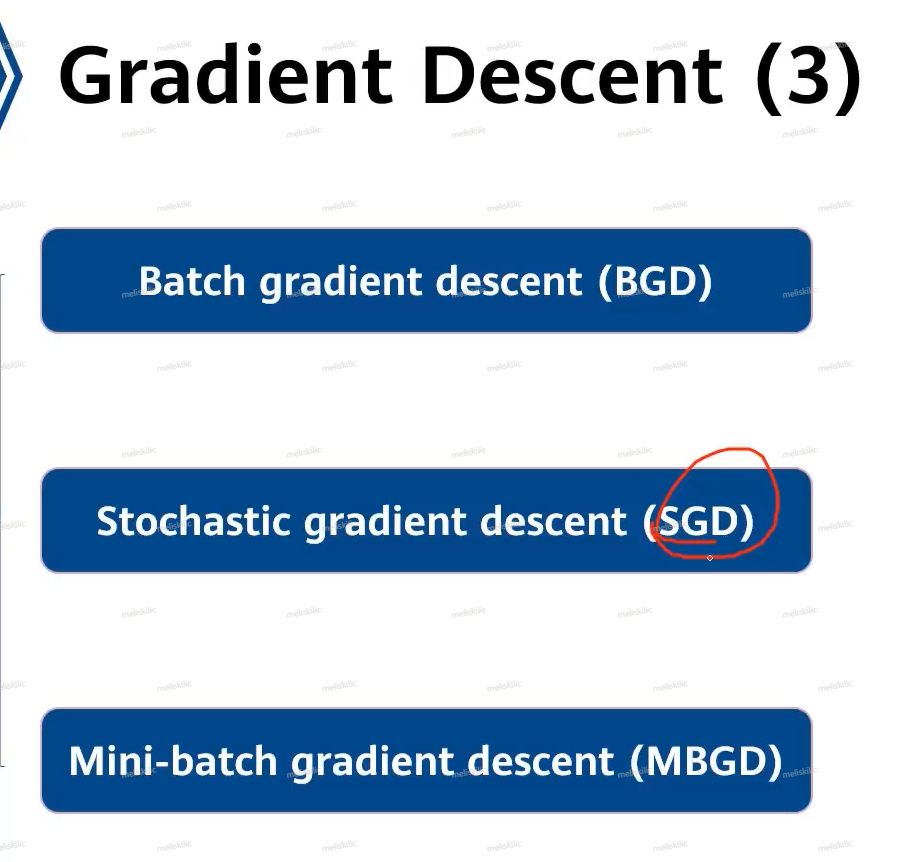 Gradient Descent (3)
Batch gradient descent (BGD)
Stochastic gradient descent (SGD)
Mini-batch gradient descent (MBGD)
meliskilic